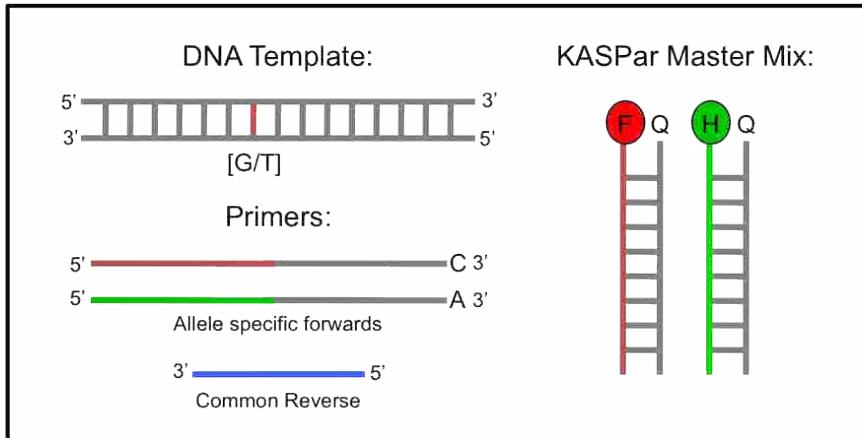 DNA Template:
5’ 3’
3’ 5’
[G/T]
Primers:
5’ C 3’
5’ A 3’
Allele specific forwards
3’ 5’
Common Reverse
KASPar Master Mix:
F Q H Q